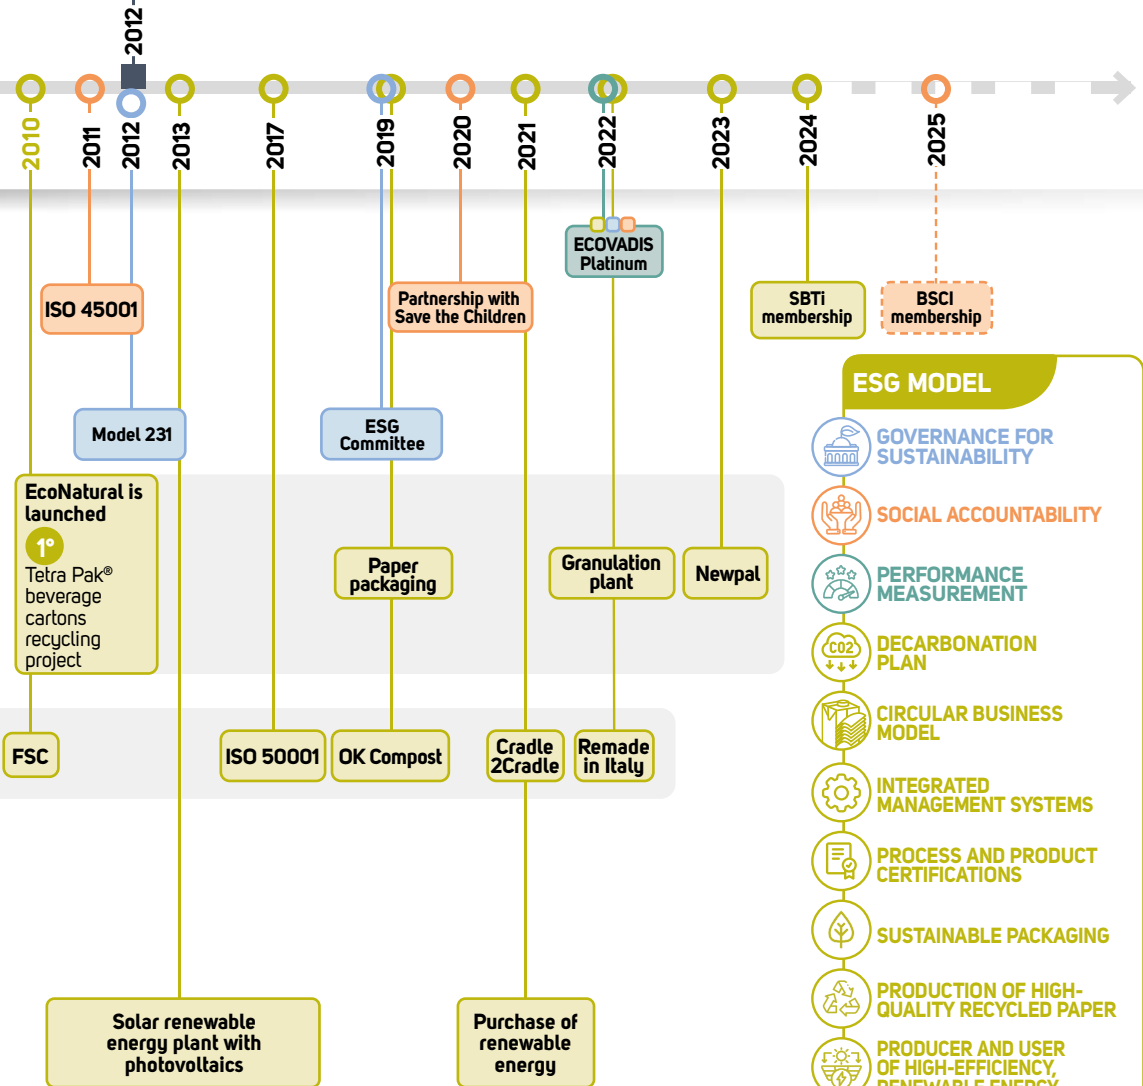 2012
2010
2011
2012
2013
2017
2019
2020
2021
2022
2023
2024
2025
ECOVADIS
Platinum
ISO 45001
Partnership with
Save the Children
SBTi
membership
BSCI
membership
Model 231
ESG
Committee
EcoNatural is
launched
1°
Tetra Pak®
beverage
cartons
recycling
project
Paper
packaging
Granulation
plant
Newpal
FSC
ISO 50001
OK Compost
Cradle
2Cradle
Remade
in Italy
Solar renewable
energy plant with
photovoltaics
Purchase of
renewable
energy
ESG MODEL
GOVERNANCE FOR
SUSTAINABILITY
SOCIAL ACCOUNTABILITY
PERFORMANCE
MEASUREMENT
CO2
DECARBONATION
PLAN
CIRCULAR BUSINESS
MODEL
INTEGRATED
MANAGEMENT SYSTEMS
PROCESS AND PRODUCT
CERTIFICATIONS
SUSTAINABLE PACKAGING
PRODUCTION OF HIGH-
QUALITY RECYCLED PAPER
PRODUCER AND USER
OF HIGH-EFFICIENCY,
RENEWABLE ENERGY